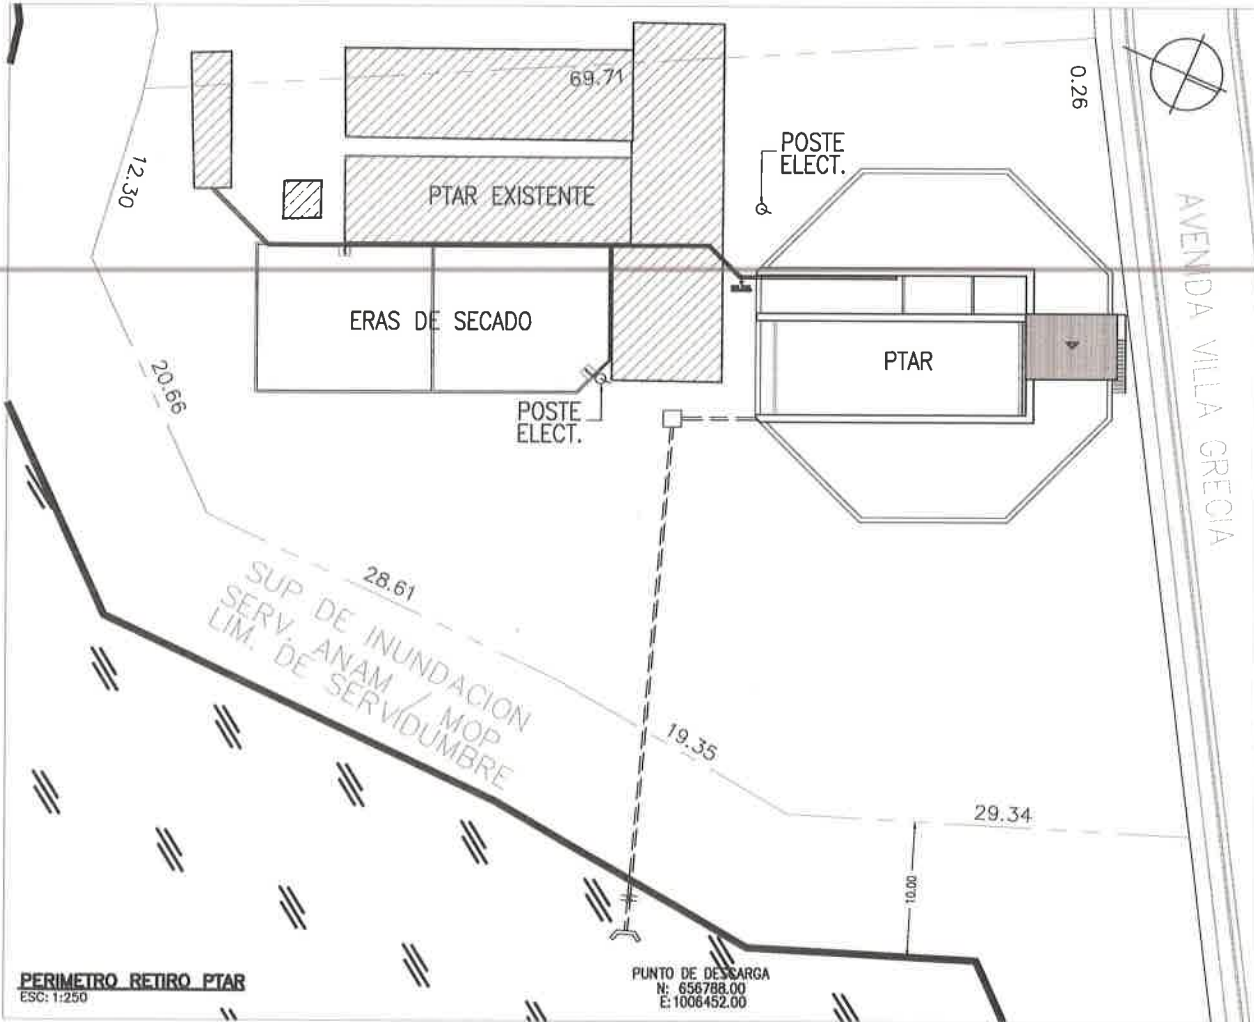 69.71
0.26
POSTE
ELECT.
12.30
PTAR EXISTENTE
AVENIDA VILLA GRECIA
ERAS DE SECADO
PTAR
20.66
POSTE
ELECT.
28.61
SUP DE INUNDACION
SERV. ANAM / MOP
LIM. DE SERVIDUMBRE
19.35
29.34
10.00
PERIMETRO RETIRO PTAR
ESC: 1:250
PUNTO DE DESCARGA
N: 656788.00
E: 1006452.00